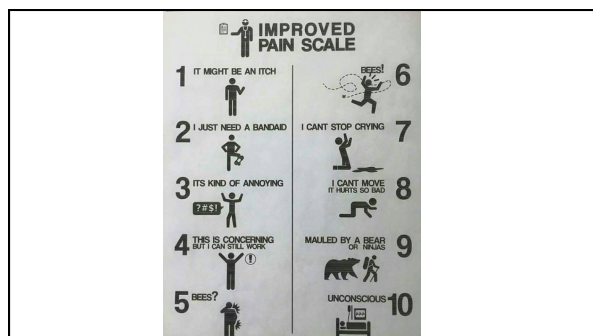 IMPROVED
PAIN SCALE
1 IT MIGHT BE AN ITCH
2 I JUST NEED A BANDAID
3 ITS KIND OF ANNOYING
?#$!
4 THIS IS CONCERNING
BUT I CAN STILL WORK
!
5 BEES?
BEES! 6
I CANT STOP CRYING 7
I CANT MOVE 8
IT HURTS SO BAD
MAULED BY A BEAR 9
OR NINJAS
UNCONSCIOUS 10